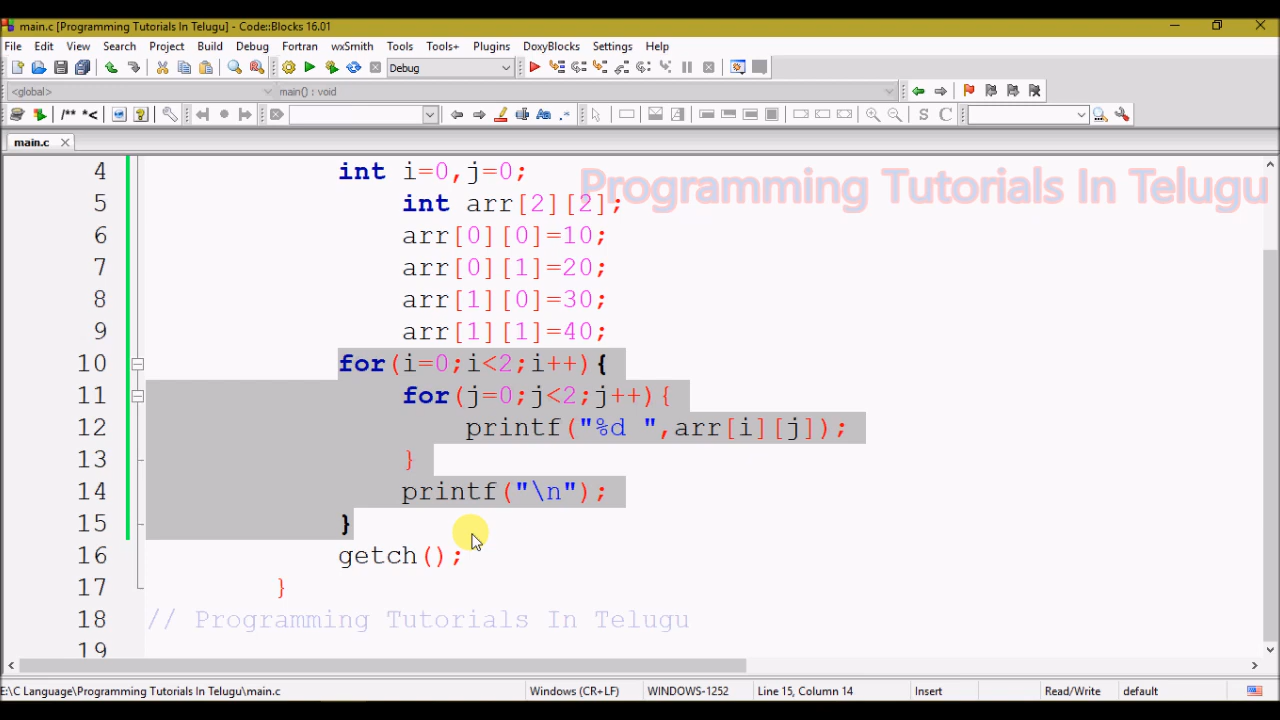 main.c [Programming Tutorials In Telugu] - Code::Blocks 16.01
File Edit View Search Project Build Debug Fortran wxSmith Tools Tools+ Plugins DoxyBlocks Settings Help
Debug
<global> main() : void
/** *< Aa .* S C
main.c
Programming Tutorials In Telugu
4 int i=0,j=0;
5 int arr[2][2];
6 arr[0][0]=10;
7 arr[0][1]=20;
8 arr[1][0]=30;
9 arr[1][1]=40;
10 for(i=0;i<2;i++){
11 for(j=0;j<2;j++){
12 printf("%d ",arr[i][j]);
13 }
14 printf("\n");
15 }
16 getch();
17 }
18 // Programming Tutorials In Telugu
19
E:\C Language\Programming Tutorials In Telugu\main.c Windows (CR+LF) WINDOWS-1252 Line 15, Column 14 Insert Read/Write default